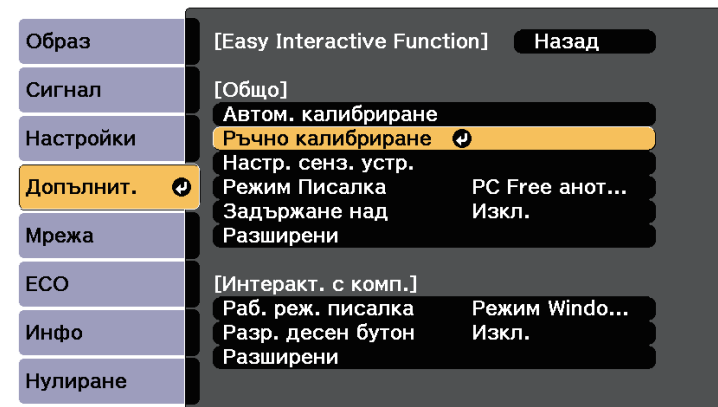 Образ
Сигнал
Настройки
Допълнит.
Мрежа
ECO
Инфо
Нулиране
[Easy Interactive Function] Назад
[Общо]
Автом. калибриране
Ръчно калибриране
Настр. сенз. устр.
Режим Писалка PC Free анот...
Задържане над Изкл.
Разширени
[Интеракт. с комп.]
Раб. реж. писалка Режим Windo...
Разр. десен бутон Изкл.
Разширени